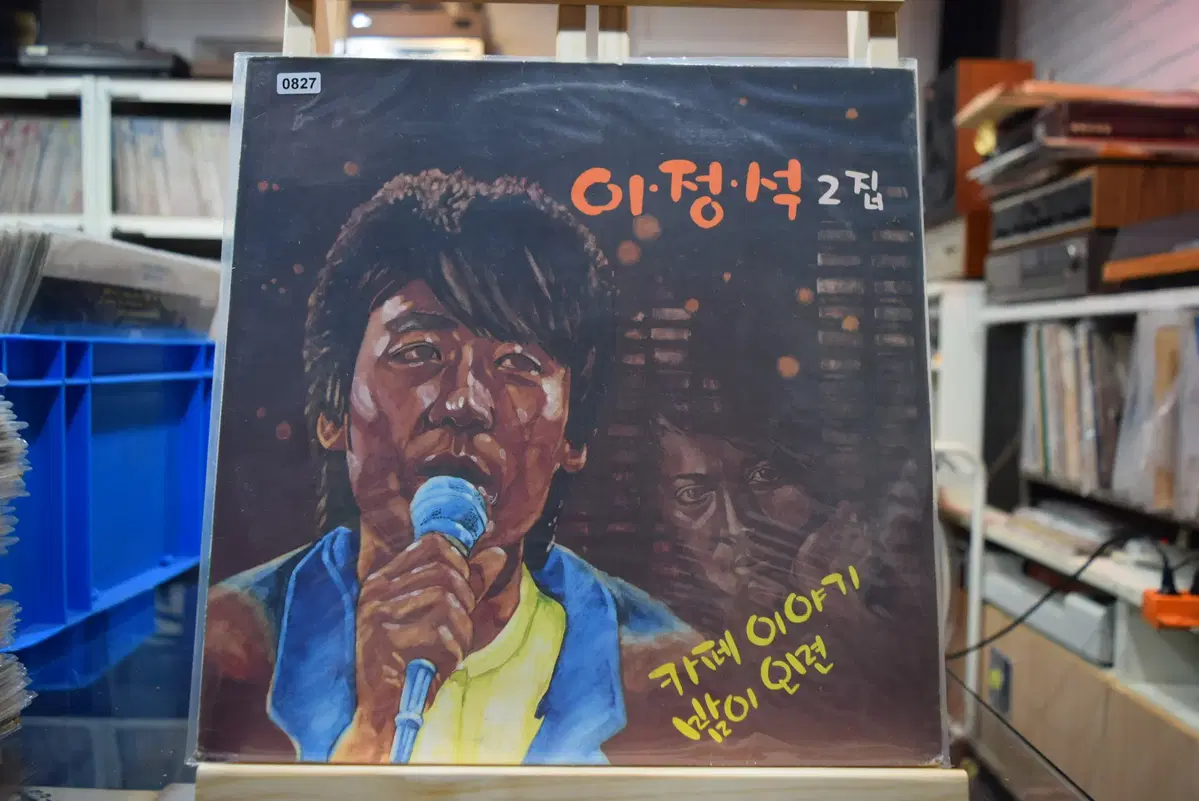 0827
이·정·석 2집
카페 이야기
밤이 오면